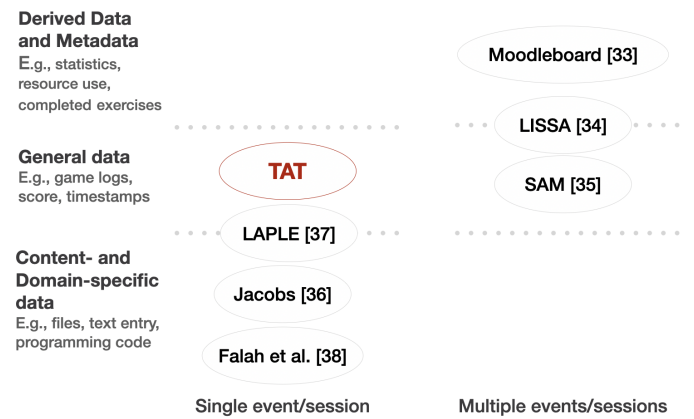 Derived Data
and Metadata
E.g., statistics,
resource use,
completed exercises
Moodleboard [33]
LISSA [34]
General data
E.g., game logs,
score, timestamps
TAT
SAM [35]
LAPLE [37]
Content- and
Domain-specific
data
E.g., files, text entry,
programming code
Jacobs [36]
Falah et al. [38]
Single event/session
Multiple events/sessions